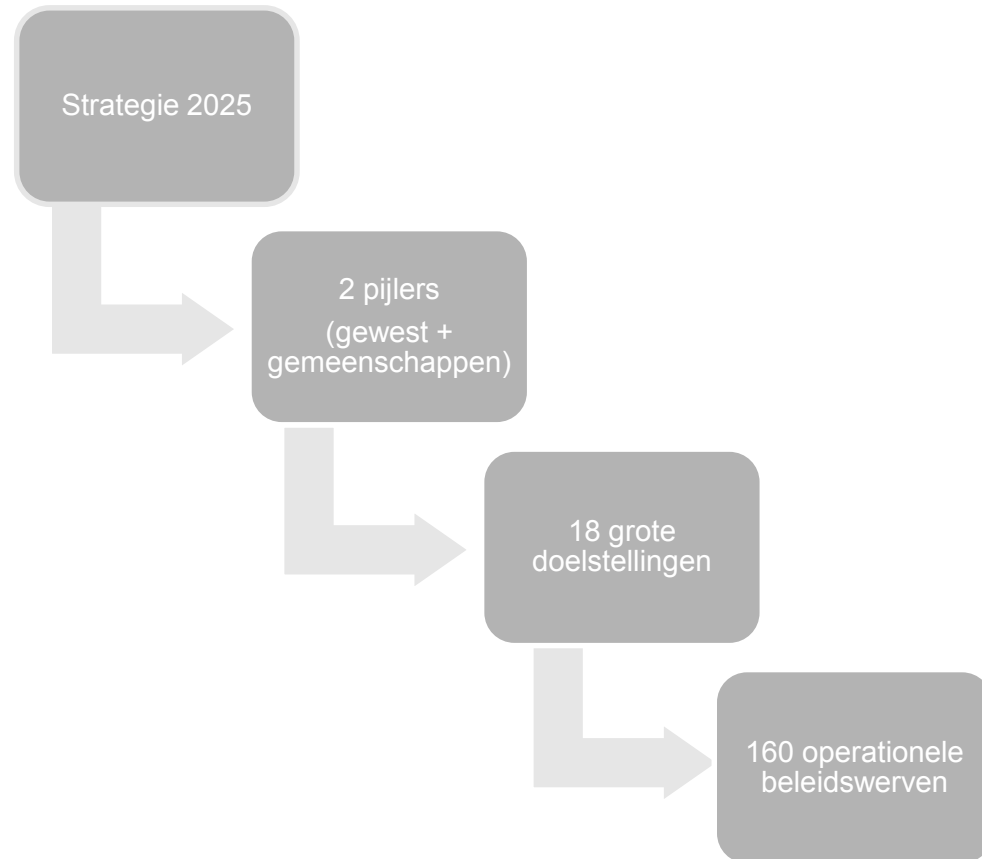 Strategie 2025
2 pijlers
(gewest +
gemeenschappen)
18 grote
doelstellingen
160 operationele
beleidswerven